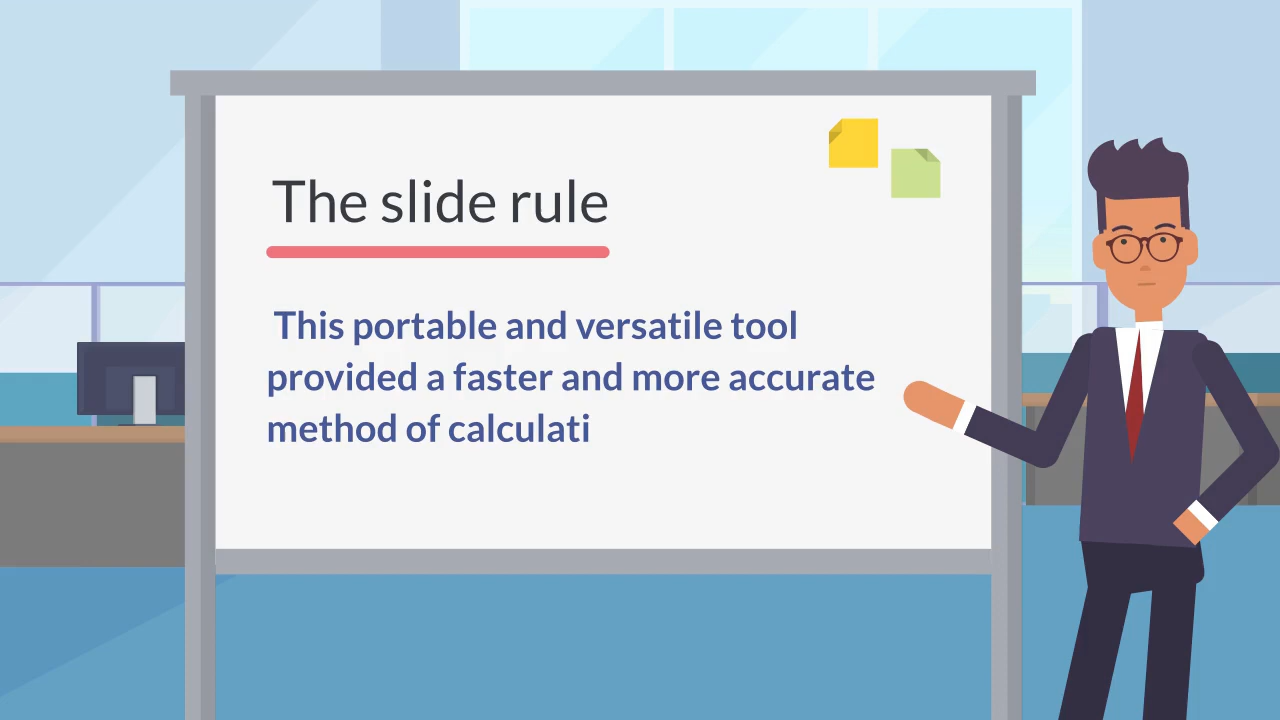 The slide rule
This portable and versatile tool
provided a faster and more accurate
method of calculati